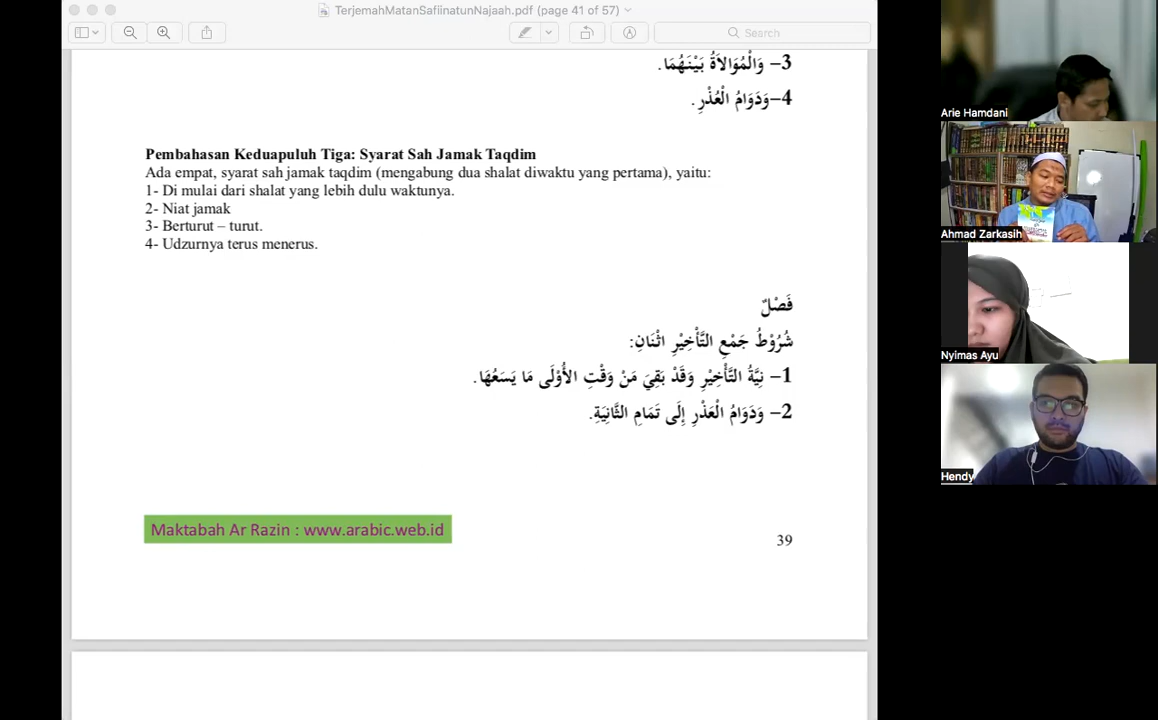 TerjemahMatanSafiinatunNajaah.pdf (page 41 of 57)
Search
3- وَالْمُوَالاَةُ بَيْنَهُمَا.
4-وَدَوَامُ الْعُذْرِ.
Pembahasan Keduapuluh Tiga: Syarat Sah Jamak Taqdim
Ada empat, syarat sah jamak taqdim (mengabung dua shalat diwaktu yang pertama), yaitu:
1- Di mulai dari shalat yang lebih dulu waktunya.
2- Niat jamak
3- Berturut – turut.
4- Udzurnya terus menerus.
فَصْلٌ
شُرُوْطُ جَمْعِ التَّأْخِيْرِ اثْنَانِ:
1- نِيَّةُ التَّأْخِيْرِ وَقَدْ بَقِيَ مَنْ وَقْتِ الأُوْلَى مَا يَسَعُهَا.
2- وَدَوَامُ الْعَذْرِ إِلَى تَمَامِ الثَّانِيَةِ.
Maktabah Ar Razin : www.arabic.web.id
39
Arie Hamdani
Ahmad Zarkasih
Nyimas Ayu
Hendy